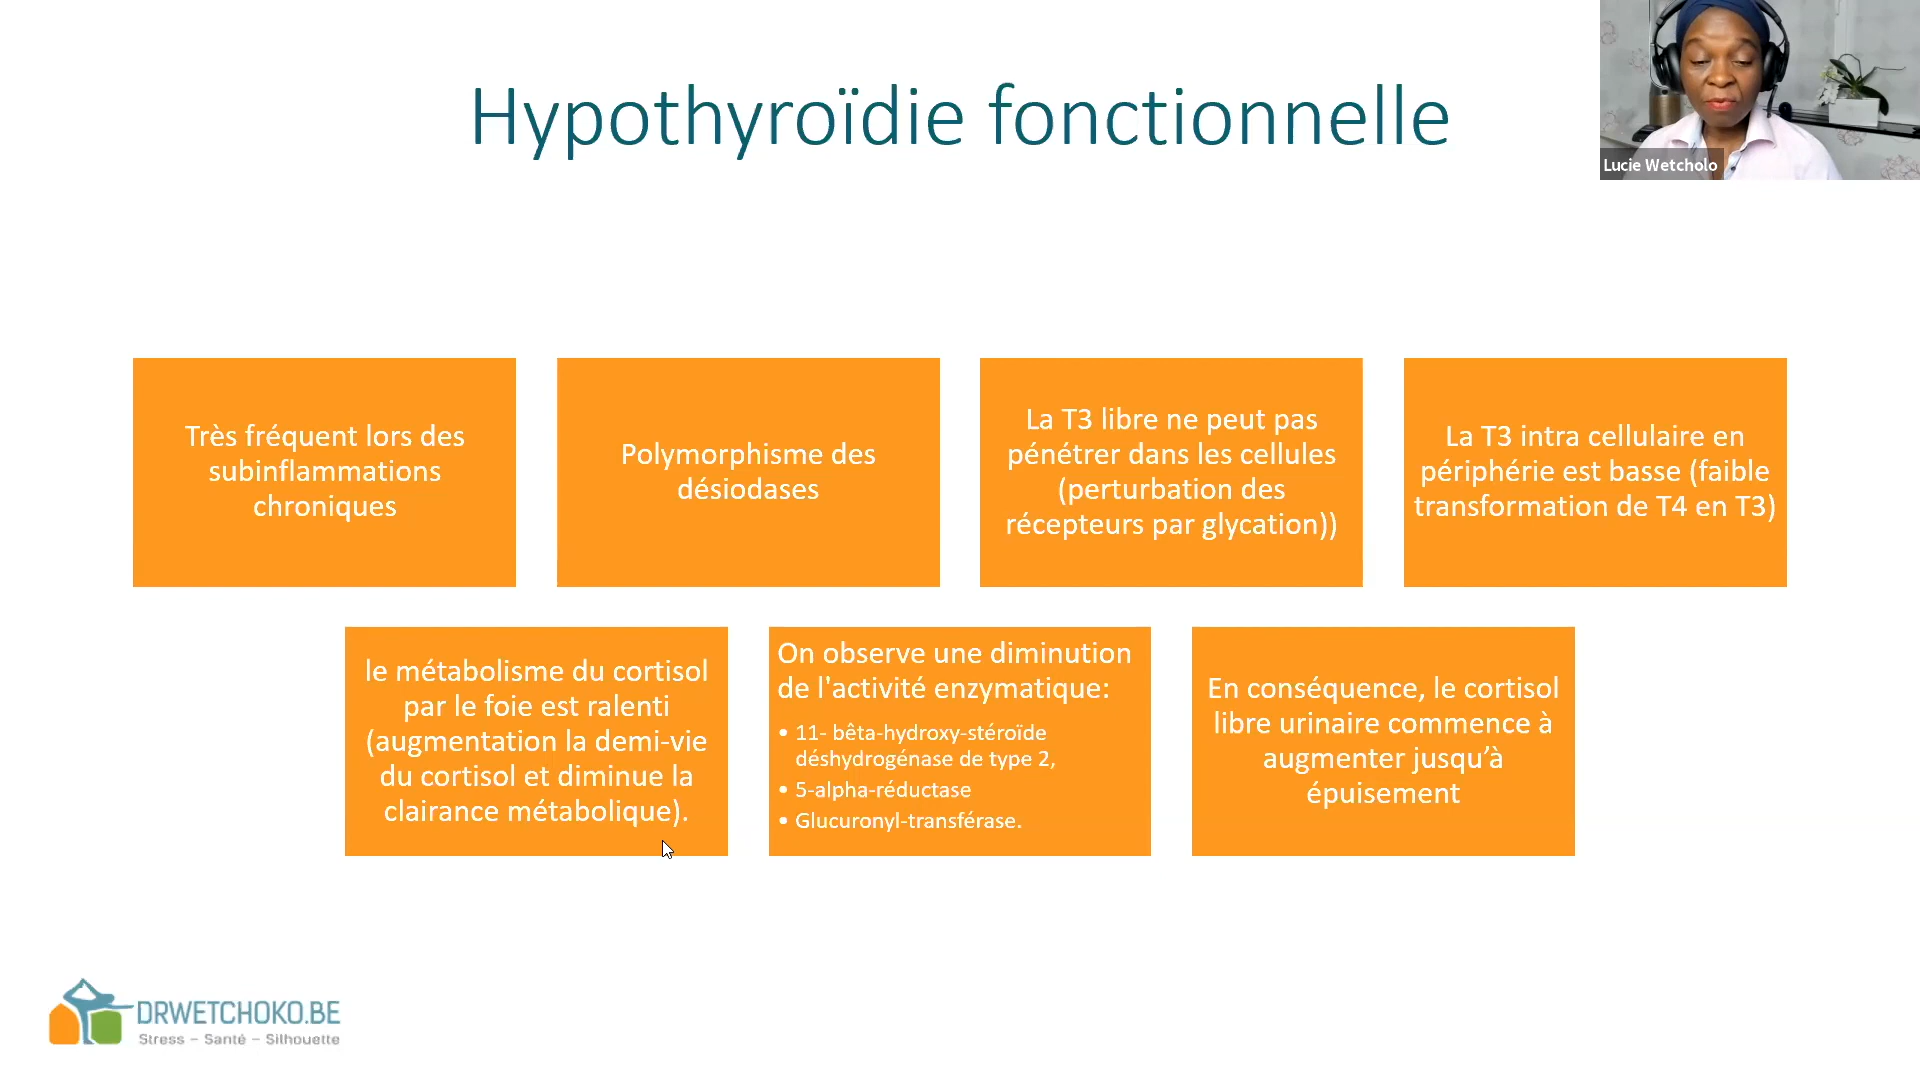 Hypothyroïdie fonctionnelle
Lucie Wetcholo
Très fréquent lors des
subinflammations
chroniques
Polymorphisme des
désiodases
La T3 libre ne peut pas
pénétrer dans les cellules
(perturbation des
récepteurs par glycation))
La T3 intra cellulaire en
périphérie est basse (faible
transformation de T4 en T3)
le métabolisme du cortisol
par le foie est ralenti
(augmentation la demi-vie
du cortisol et diminue la
clairance métabolique).
On observe une diminution
de l’activité enzymatique:
• 11- bêta-hydroxy-stéroïde
déshydrogénase de type 2,
• 5-alpha-réductase
• Glucuronyl-transférase.
En conséquence, le cortisol
libre urinaire commence à
augmenter jusqu’à
épuisement
DRWETCHOKO.BE
Stress – Santé – Silhouette